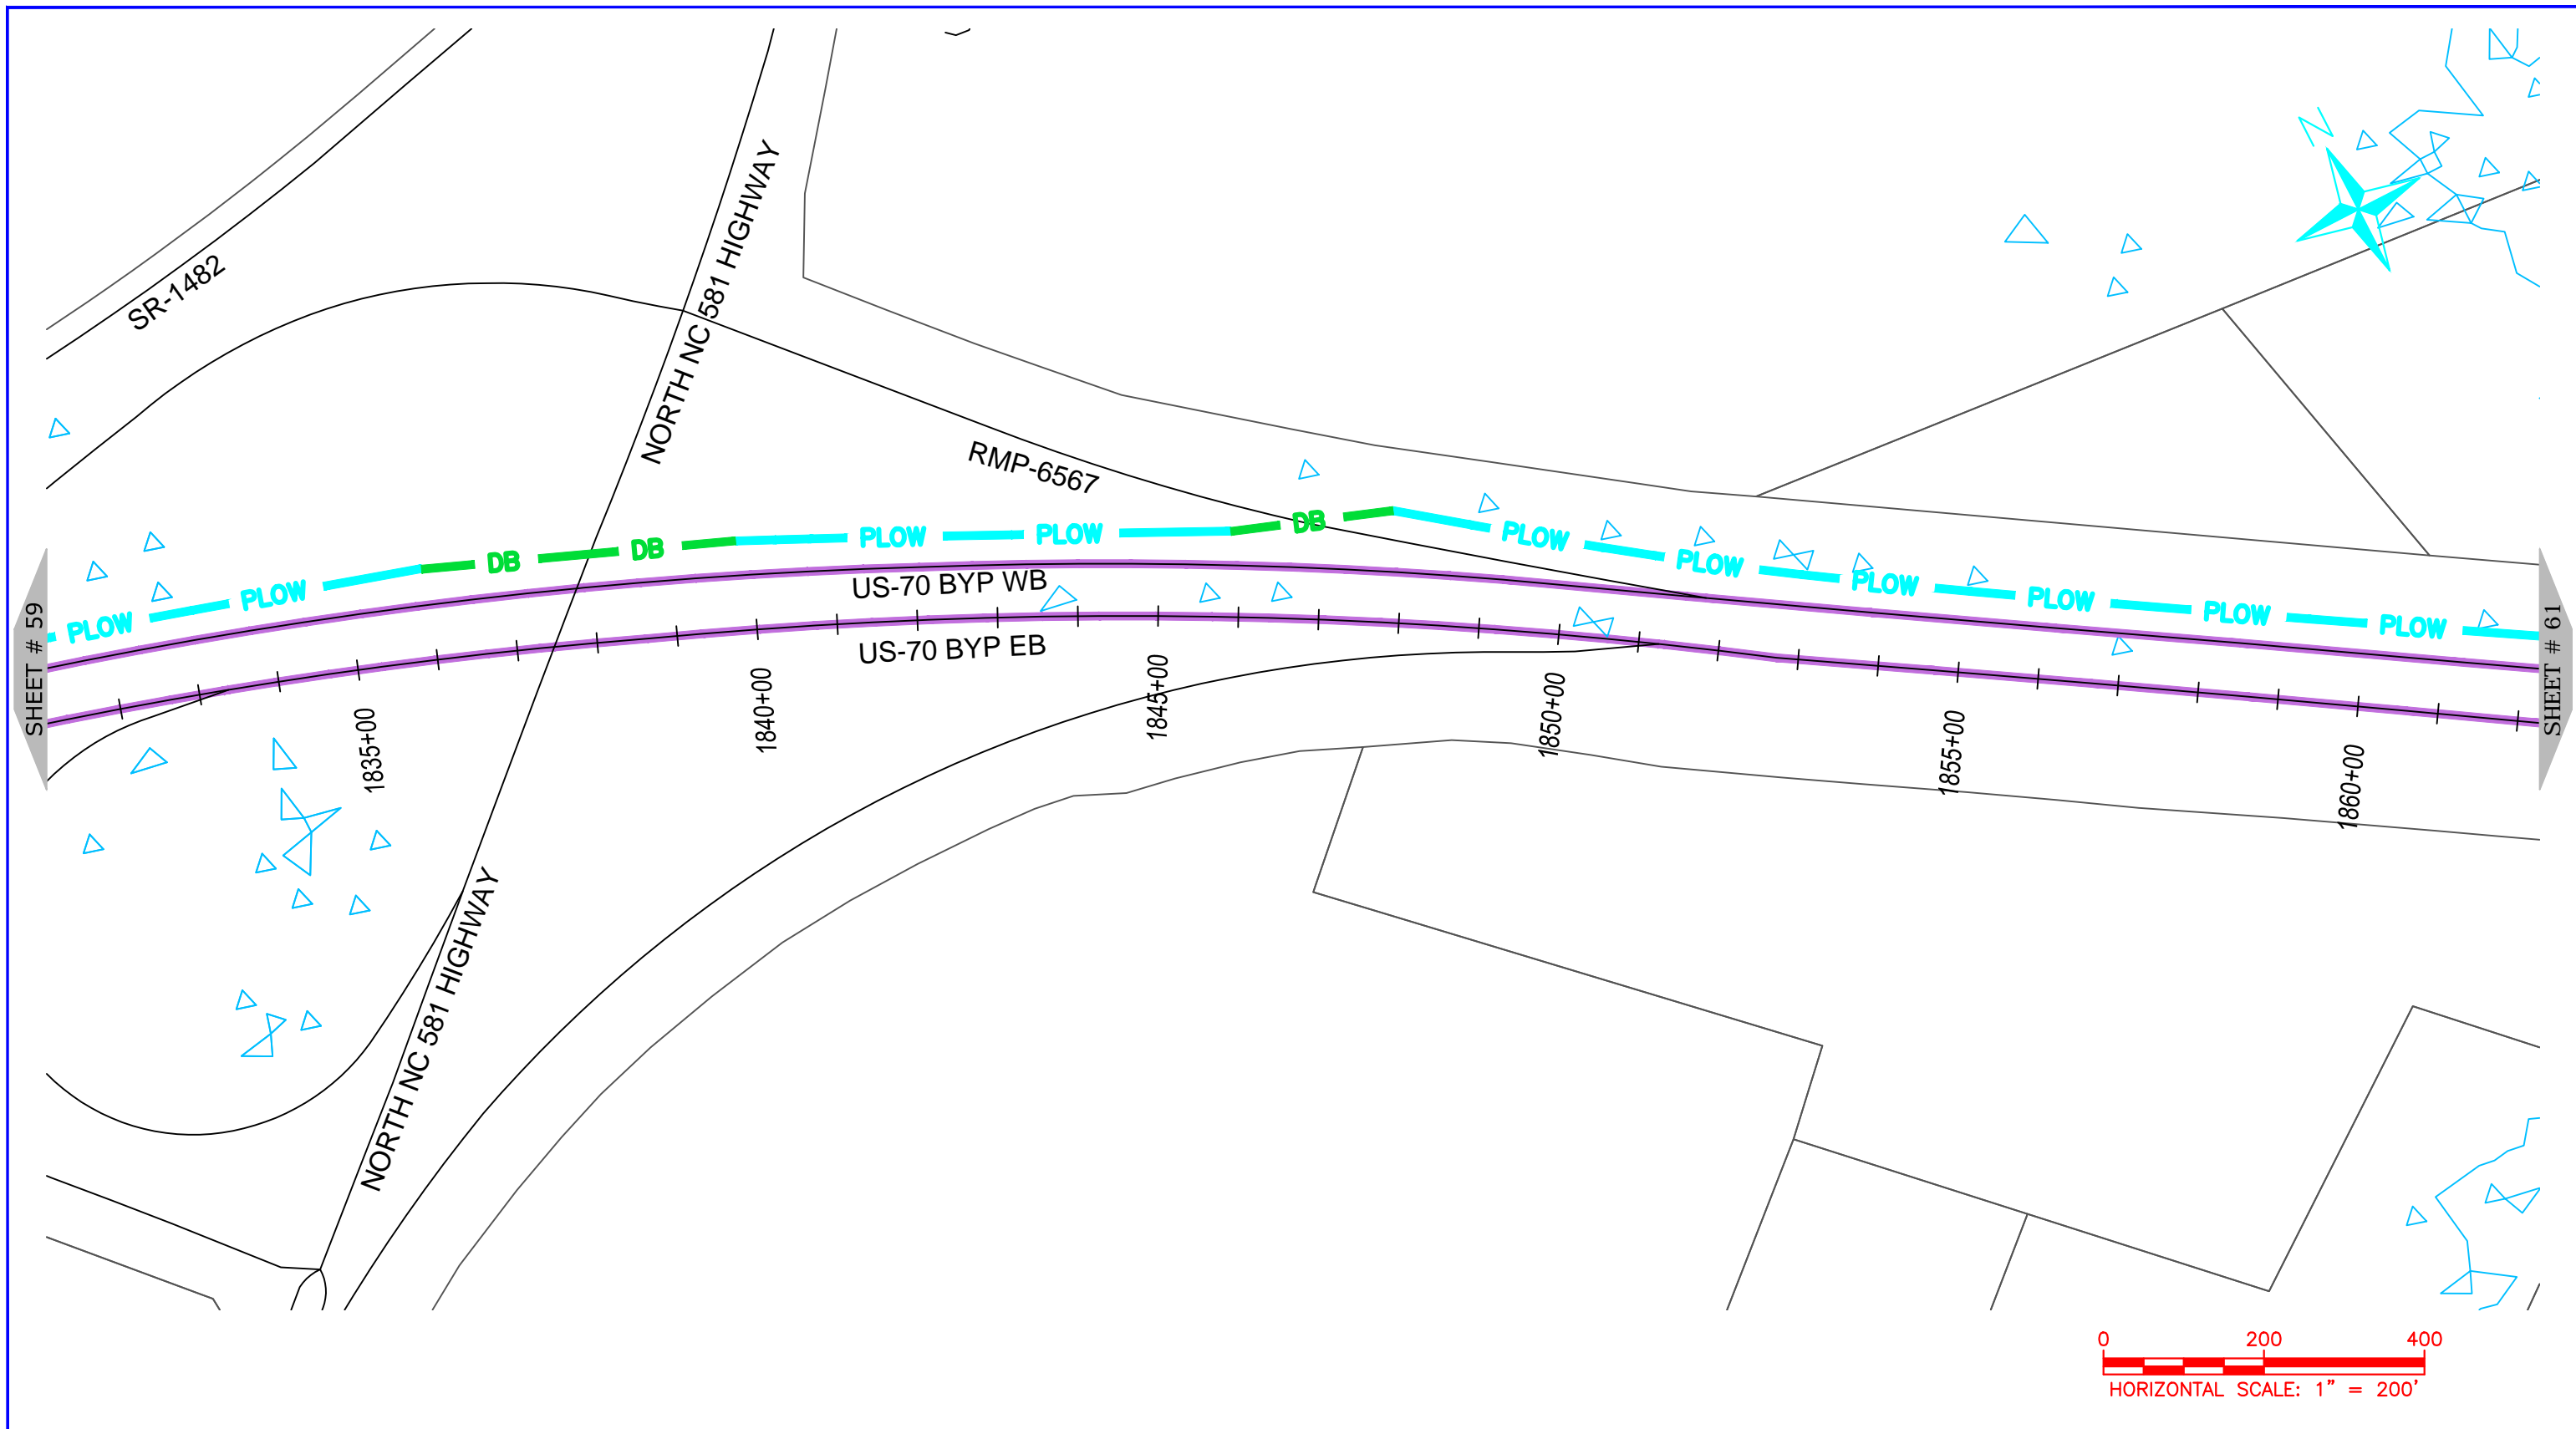 N
SR-1482
NORTH NC 581 HIGHWAY
RMP-6567
DB
DB
DB
PLOW
PLOW
PLOW
PLOW
PLOW
PLOW
PLOW
PLOW
PLOW
PLOW
US-70 BYP WB
US-70 BYP EB
SHEET # 59
SHEET # 61
1835+00
1840+00
1845+00
1850+00
1855+00
1860+00
NORTH NC 581 HIGHWAY
0 200 400
HORIZONTAL SCALE: 1" = 200'